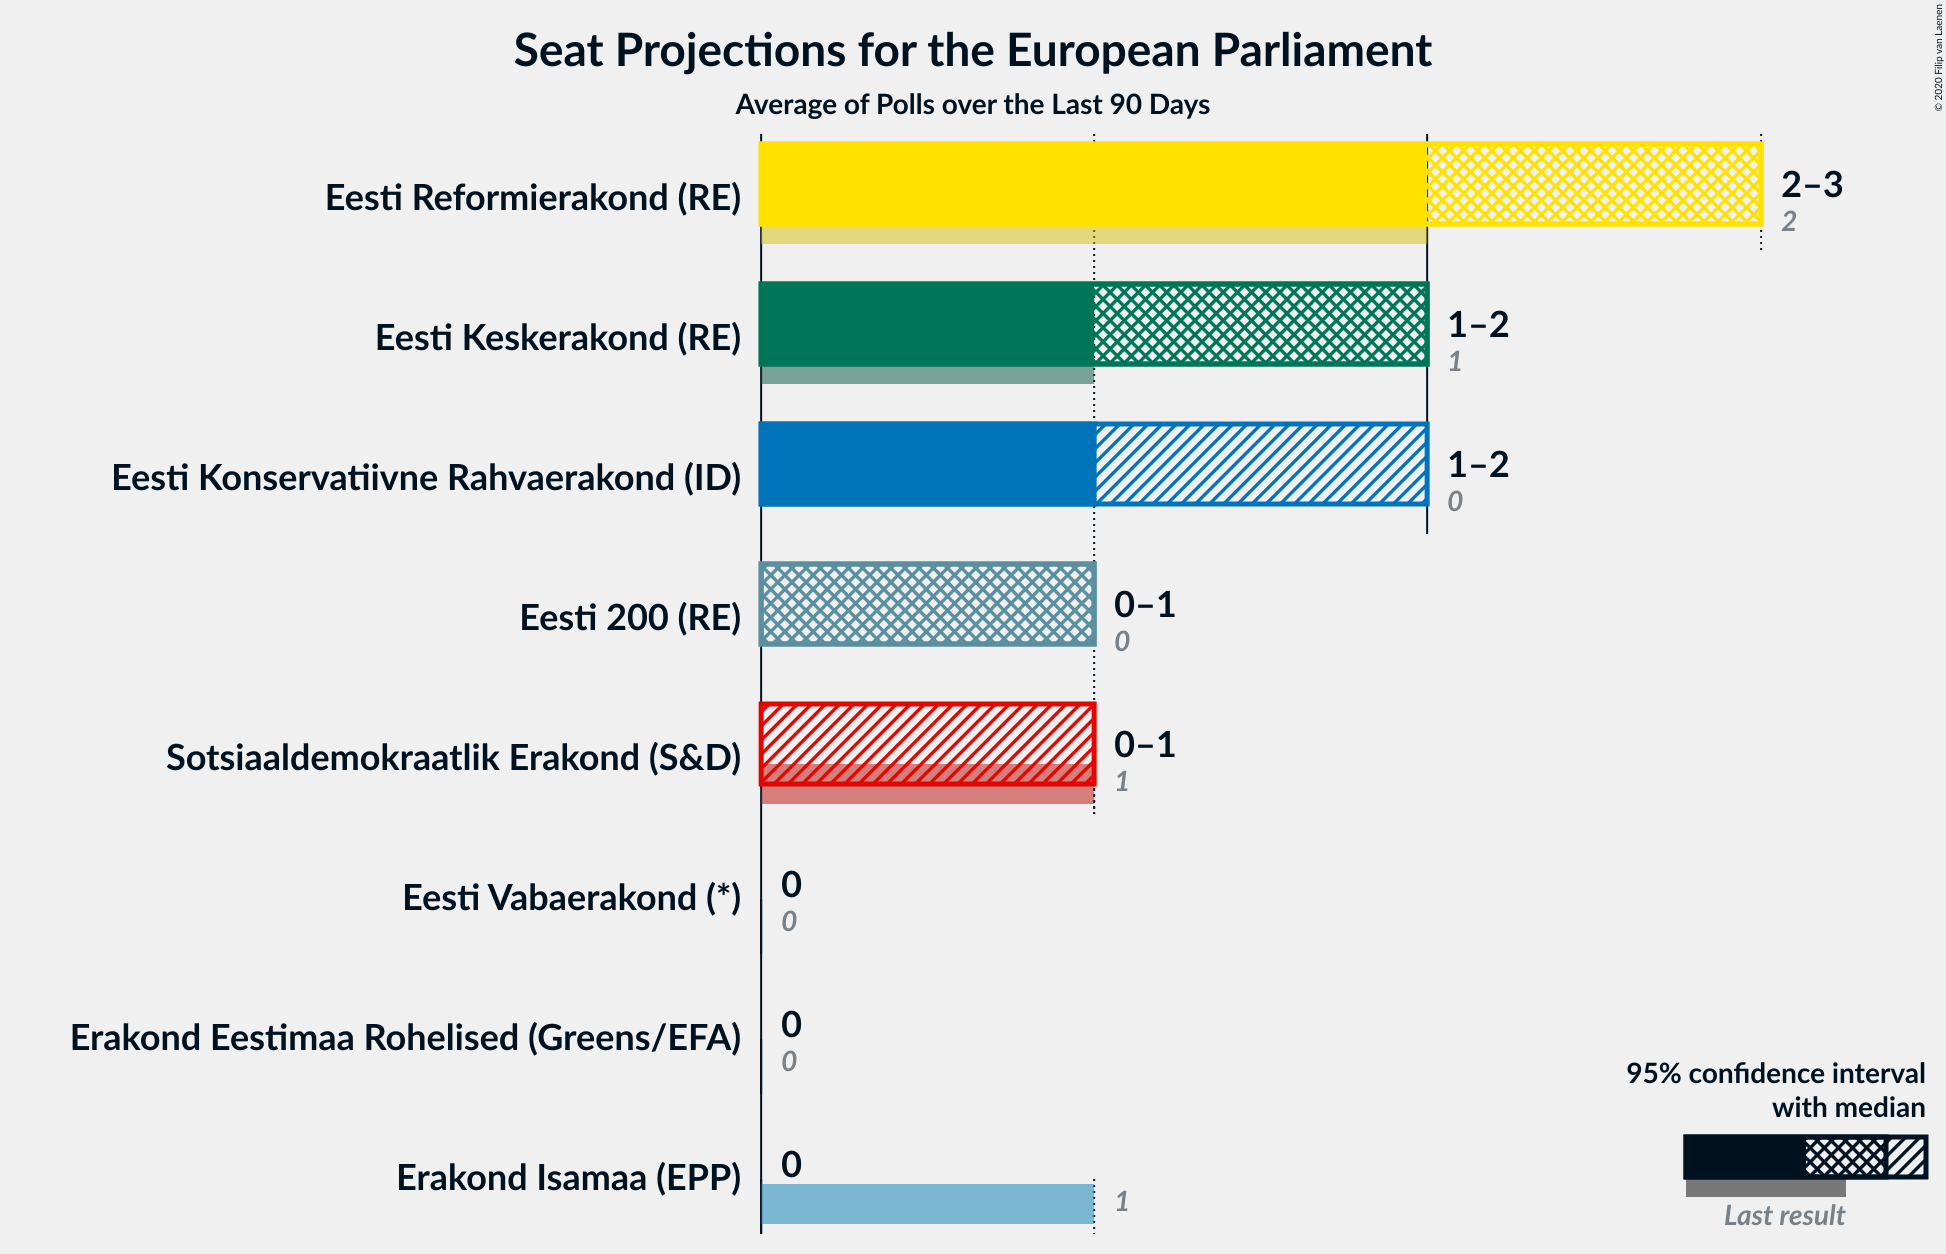 Seat Projections for the European Parliament
Average of Polls over the Last 90 Days
© 2020 Filip van Laenen
Eesti Reformierakond (RE)
2–3
2
Eesti Keskerakond (RE)
1–2
1
Eesti Konservatiivne Rahvaerakond (ID)
1–2
0
Eesti 200 (RE)
0–1
0
Sotsiaaldemokraatlik Erakond (S&D)
0–1
1
Eesti Vabaerakond (*)
0
0
Erakond Eestimaa Rohelised (Greens/EFA)
0
0
Erakond Isamaa (EPP)
0
1
95% confidence interval
with median
Last result